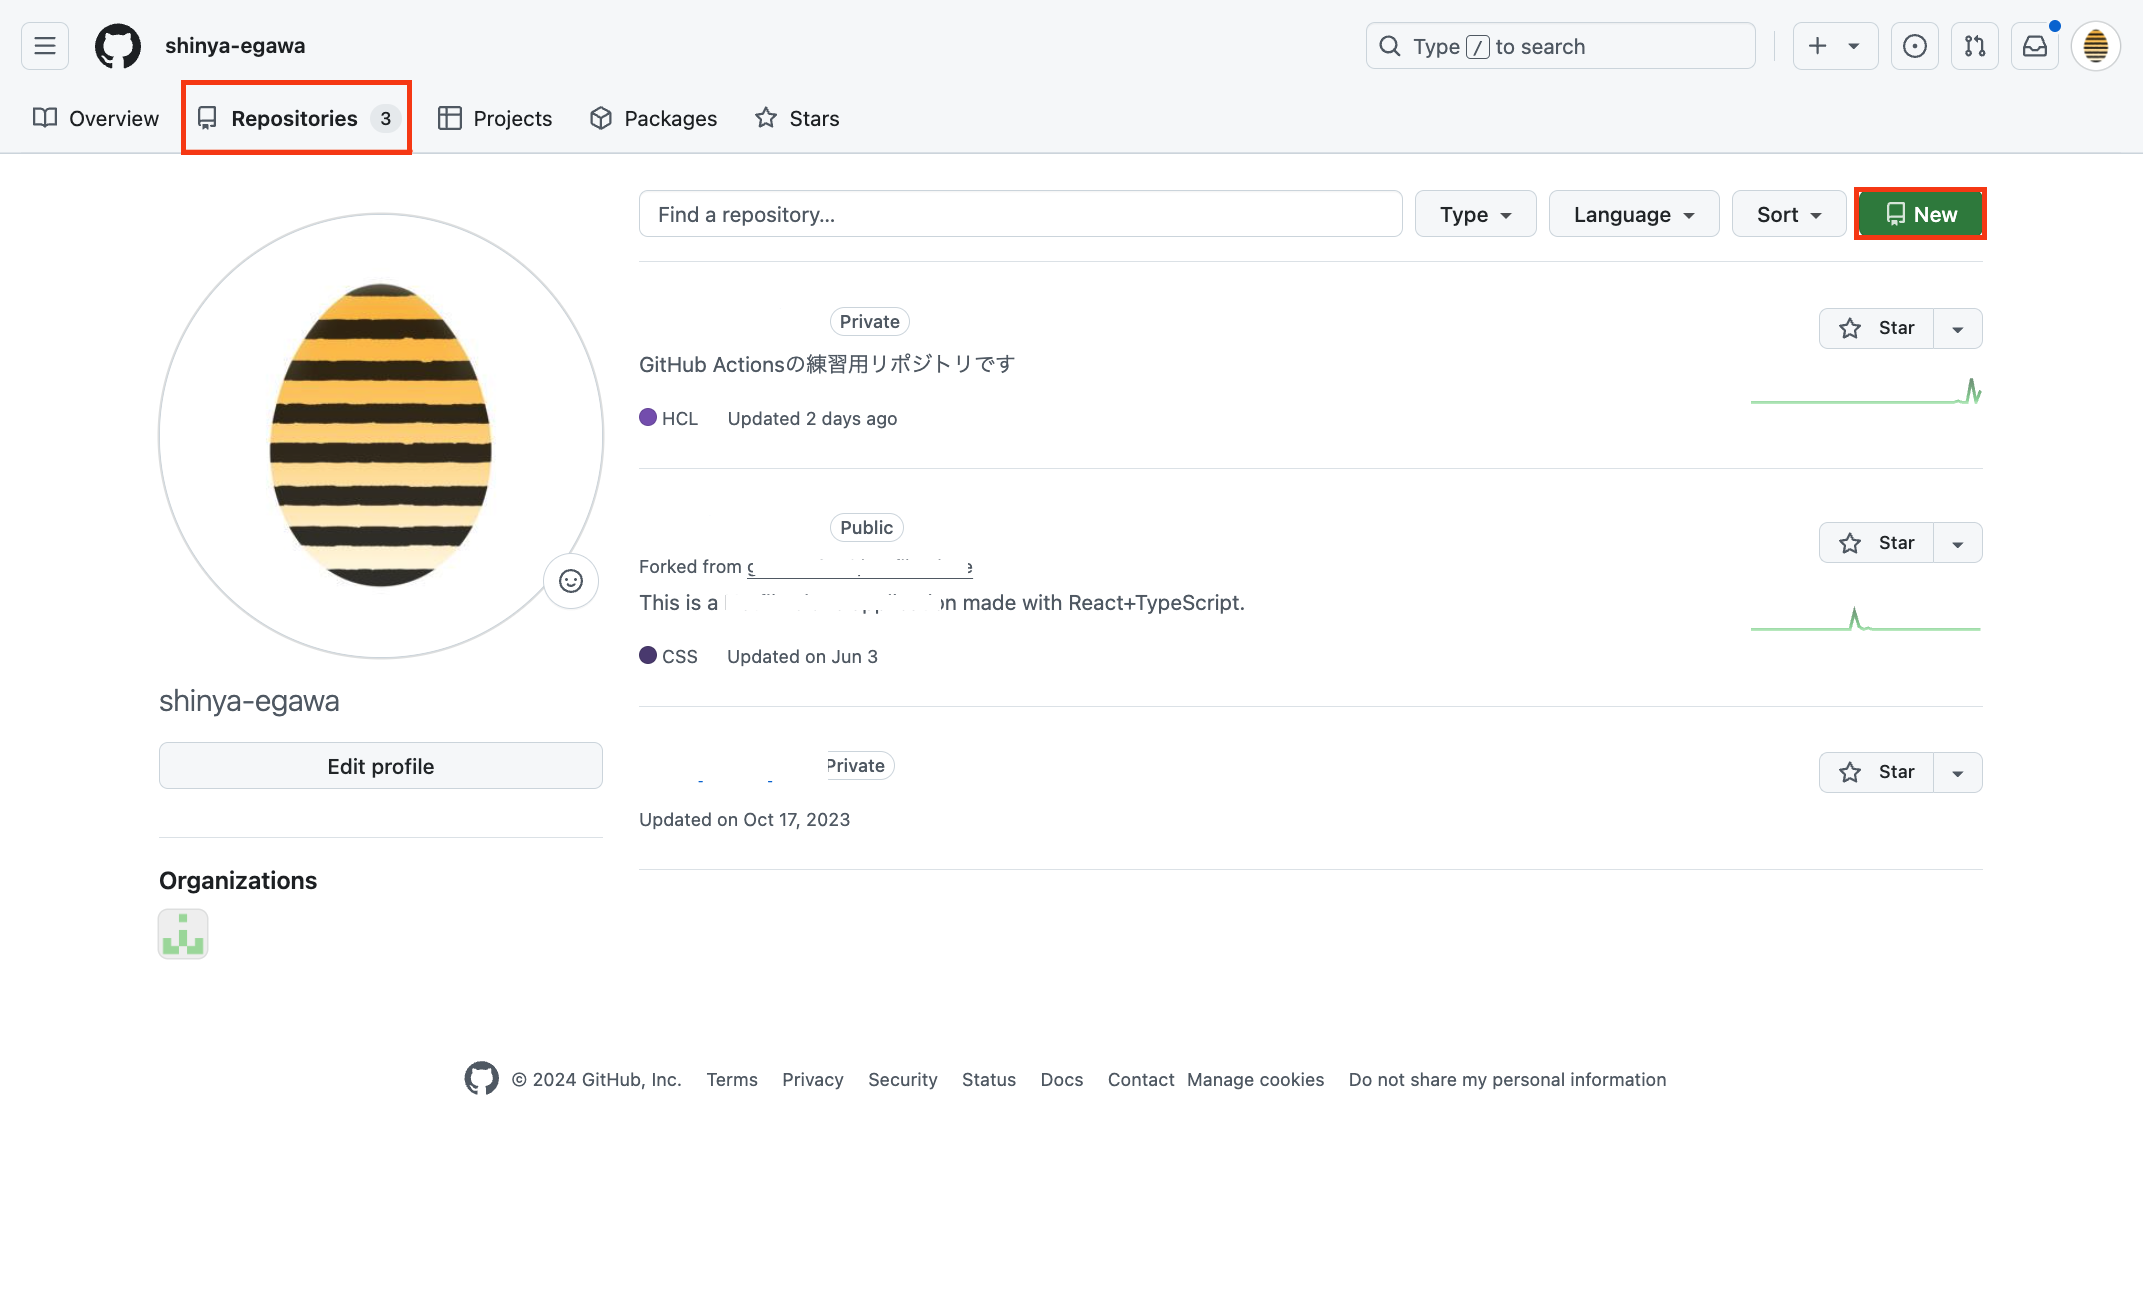 shinya-egawa
Type / to search
Overview
Repositories 3
Projects
Packages
Stars
Find a repository...
Type
Language
Sort
New
Private
Star
GitHub Actionsの練習用リポジトリです
HCL Updated 2 days ago
Public
Star
Forked from
This is a made with React+TypeScript.
CSS Updated on Jun 3
Private
Star
Updated on Oct 17, 2023
shinya-egawa
Edit profile
Organizations
© 2024 GitHub, Inc. Terms Privacy Security Status Docs Contact Manage cookies Do not share my personal information